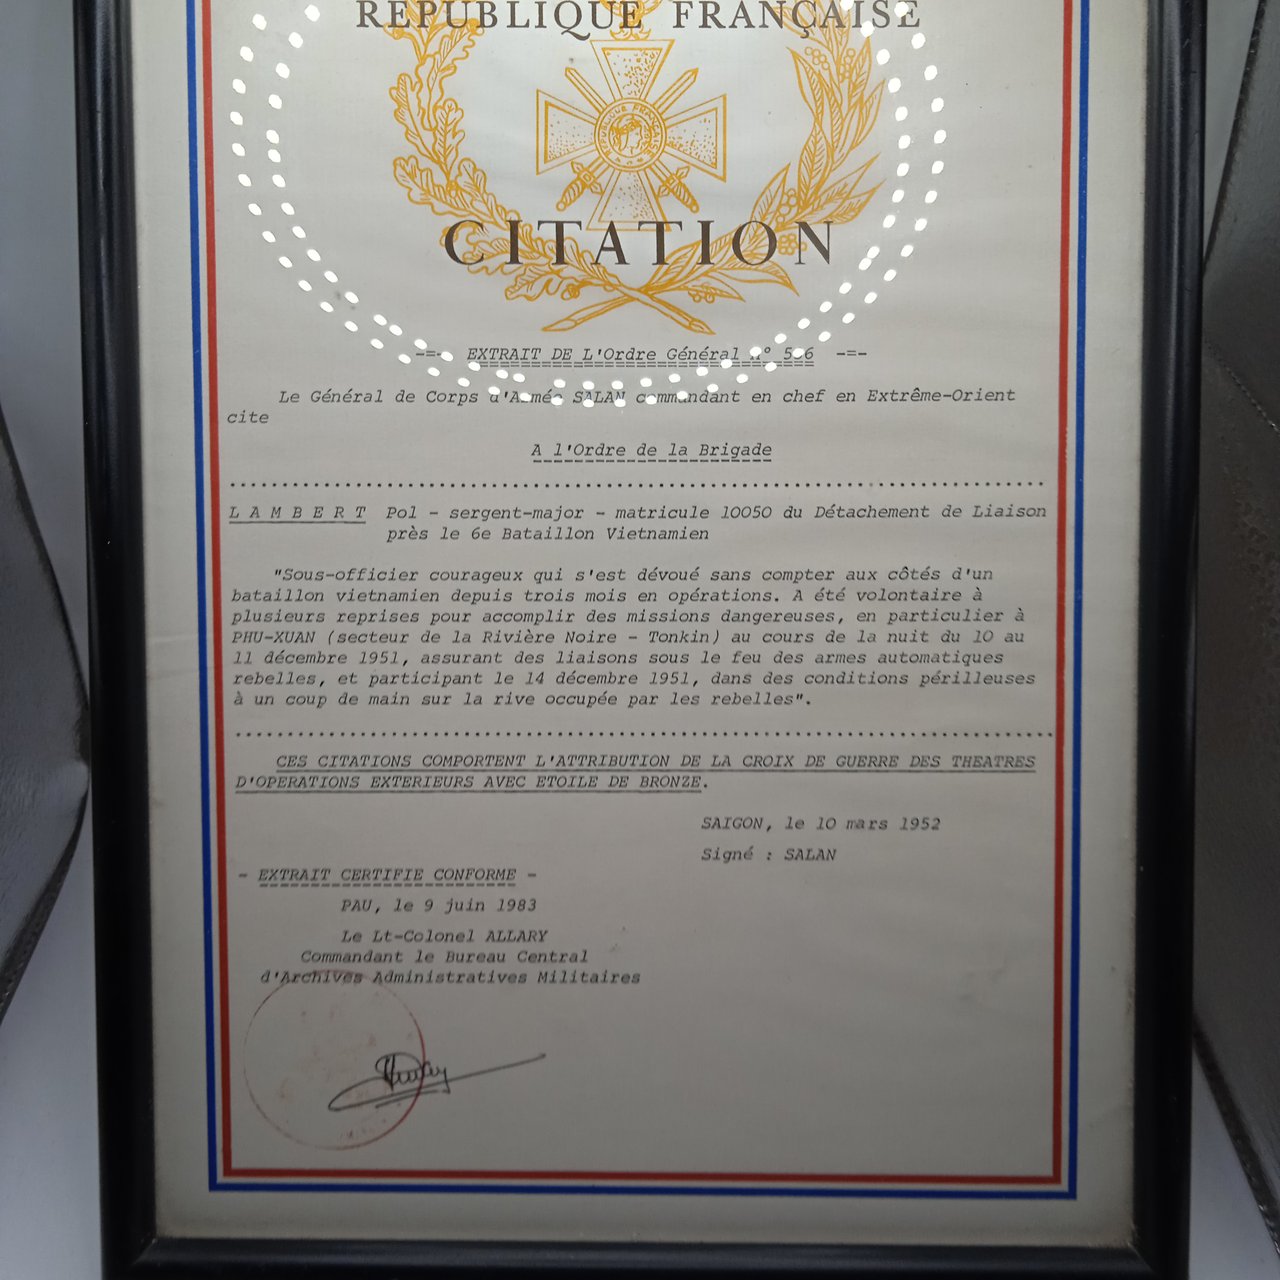 RÉPUBLIQUE FRANÇAISE
CITATION
-=- EXTRAIT DE L'Ordre Général N° -=-
Le Général de Corps d'Armée SALAN commandant en chef en Extrême-Orient
cite
A l'Ordre de la Brigade
LAMBERT Pol - sergent-major - matricule 10050 du Détachement de Liaison
près le 6e Bataillon Vietnamien
"Sous-officier courageux qui s'est dévoué sans compter aux côtés d'un
bataillon vietnamien depuis trois mois en opérations. A été volontaire à
plusieurs reprises pour accomplir des missions dangereuses, en particulier à
PHU-XUAN (secteur de la Rivière Noire - Tonkin) au cours de la nuit du 10 au
11 décembre 1951, assurant des liaisons sous le feu des armes automatiques
rebelles, et participant le 14 décembre 1951, dans des conditions périlleuses
à un coup de main sur la rive occupée par les rebelles".
CES CITATIONS COMPORTENT L'ATTRIBUTION DE LA CROIX DE GUERRE DES THEATRES
D'OPERATIONS EXTERIEURS AVEC ETOILE DE BRONZE.
SAIGON, le 10 mars 1952
Signé : SALAN
- EXTRAIT CERTIFIE CONFORME -
PAU, le 9 juin 1983
Le Lt-Colonel ALLARY
Commandant le Bureau Central
d'Archives Administratives Militaires